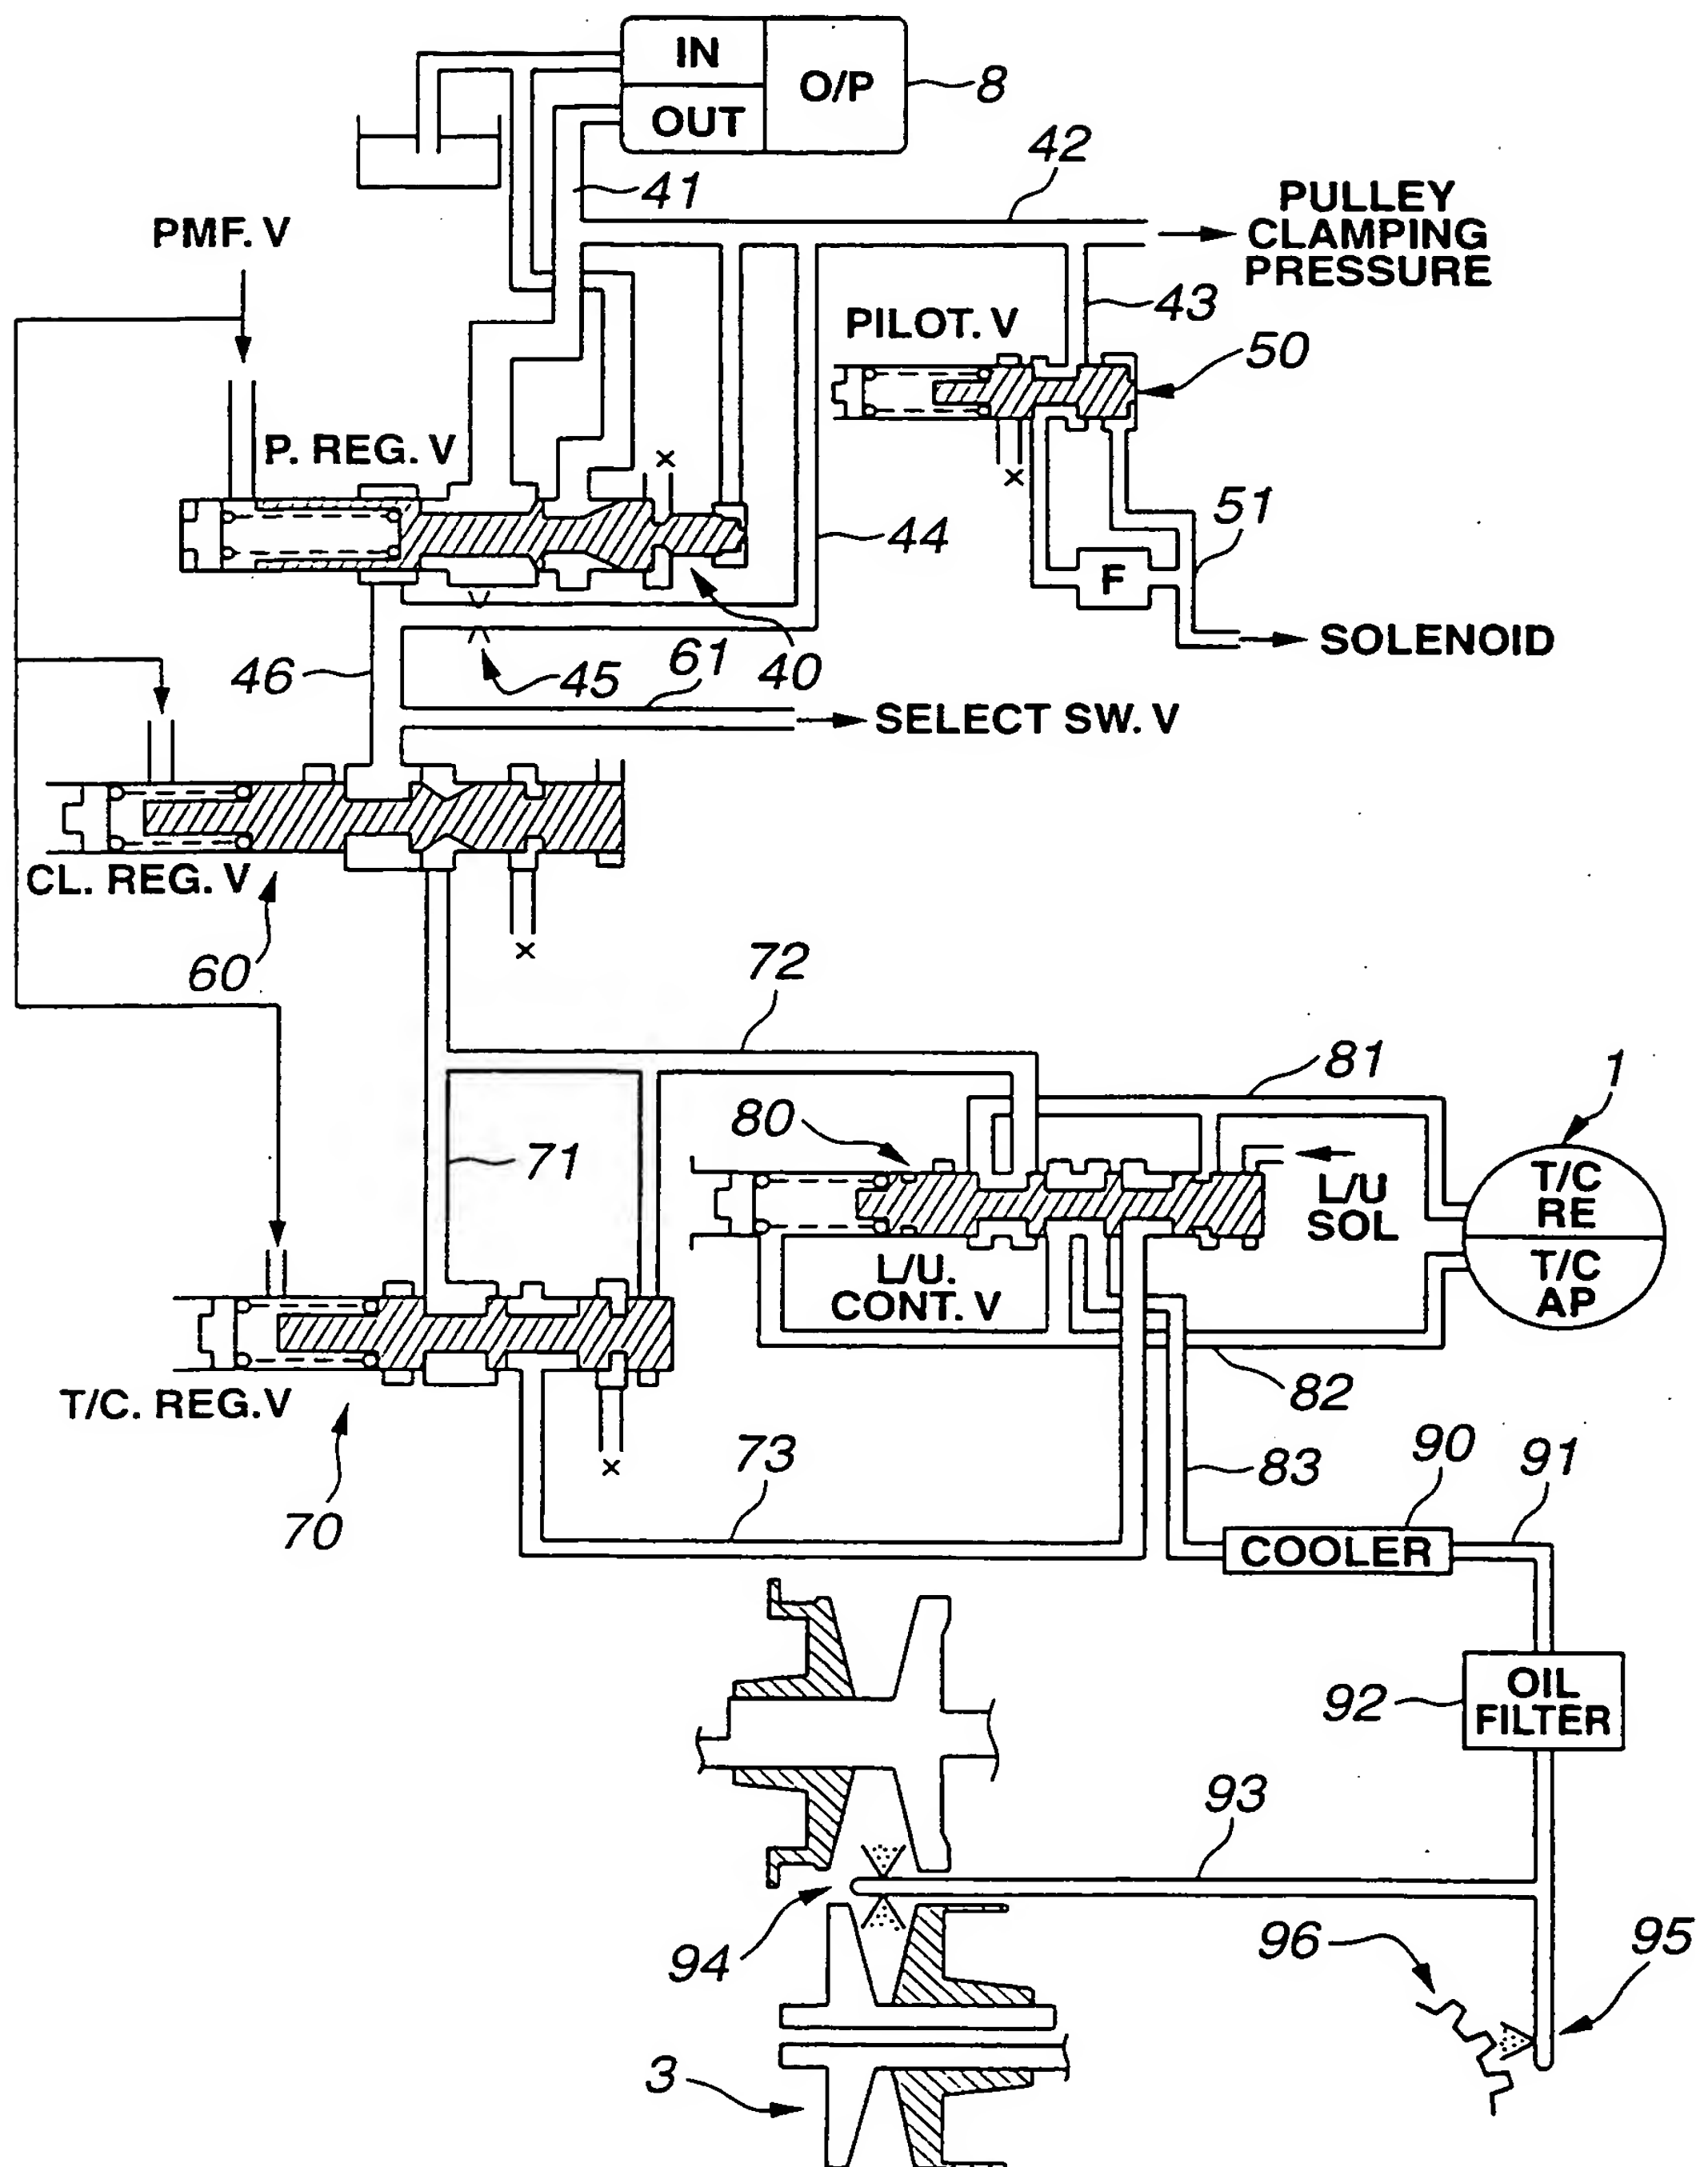 IN
OUT
O/P
8
41
42
PULLEY
CLAMPING
PRESSURE
PMF. V
43
PILOT. V
50
P. REG. V
×
×
51
44
F
SOLENOID
46
45
61
40
SELECT SW. V
CL. REG. V
60
×
72
81
1
80
71
L/U
SOL
T/C
RE
T/C
AP
L/U.
CONT. V
82
T/C. REG.V
70
×
73
83
90
91
COOLER
92
OIL
FILTER
93
94
96
95
3